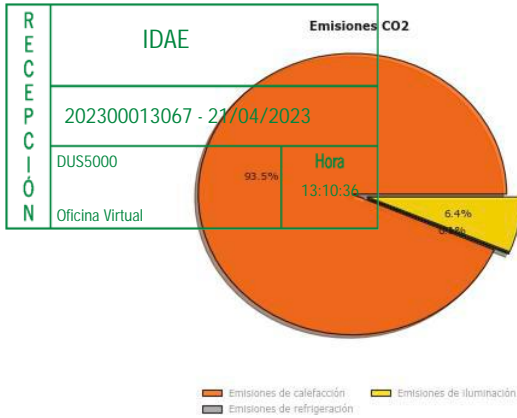 RECEPCIÓN
IDAE
202300013067 - 21/04/2023
DUS5000
Oficina Virtual
Hora
13:10:36
Emisiones CO2
93.5%
6.4%
Emisiones de calefacción
Emisiones de iluminación
Emisiones de refrigeración